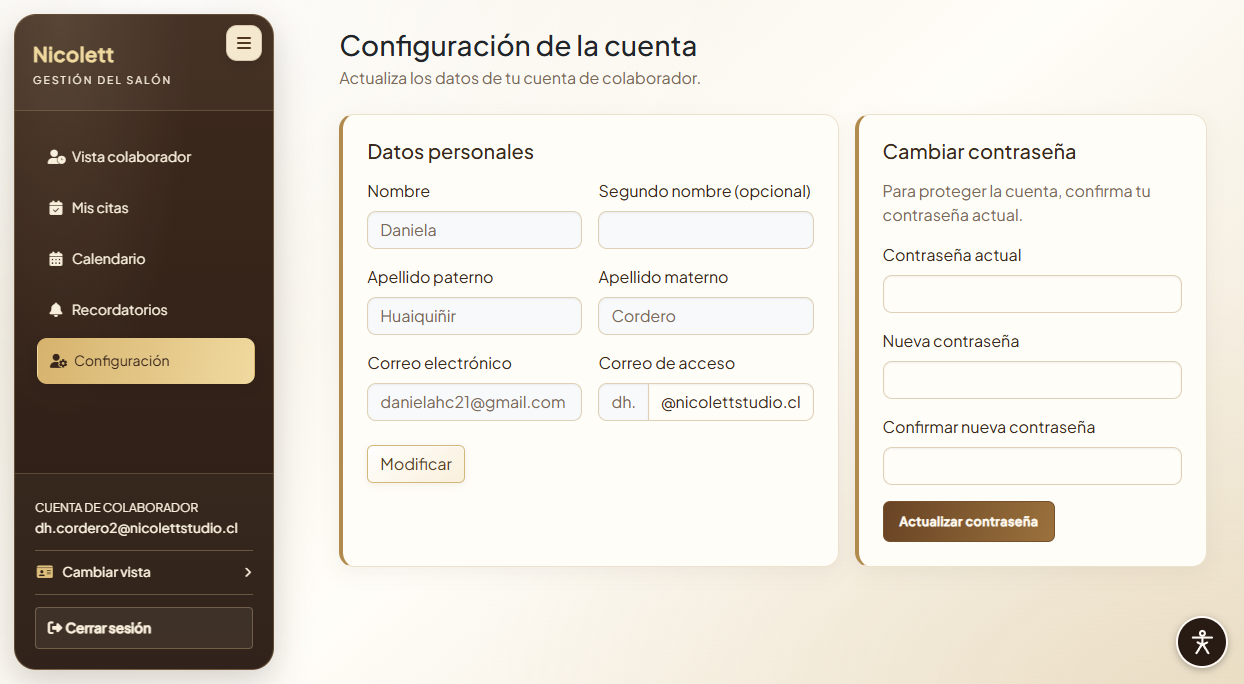 Nicolett
GESTIÓN DEL SALÓN
Vista colaborador
Mis citas
Calendario
Recordatorios
Configuración
CUENTA DE COLABORADOR
dh.cordero2@nicolettstudio.cl
Cambiar vista
Cerrar sesión
Configuración de la cuenta
Actualiza los datos de tu cuenta de colaborador.
Datos personales
Nombre
Segundo nombre (opcional)
Daniela
Apellido paterno
Apellido materno
Huaiquiñir
Cordero
Correo electrónico
Correo de acceso
danielahc21@gmail.com
dh.
@nicolettstudio.cl
Modificar
Cambiar contraseña
Para proteger la cuenta, confirma tu
contraseña actual.
Contraseña actual
Nueva contraseña
Confirmar nueva contraseña
Actualizar contraseña